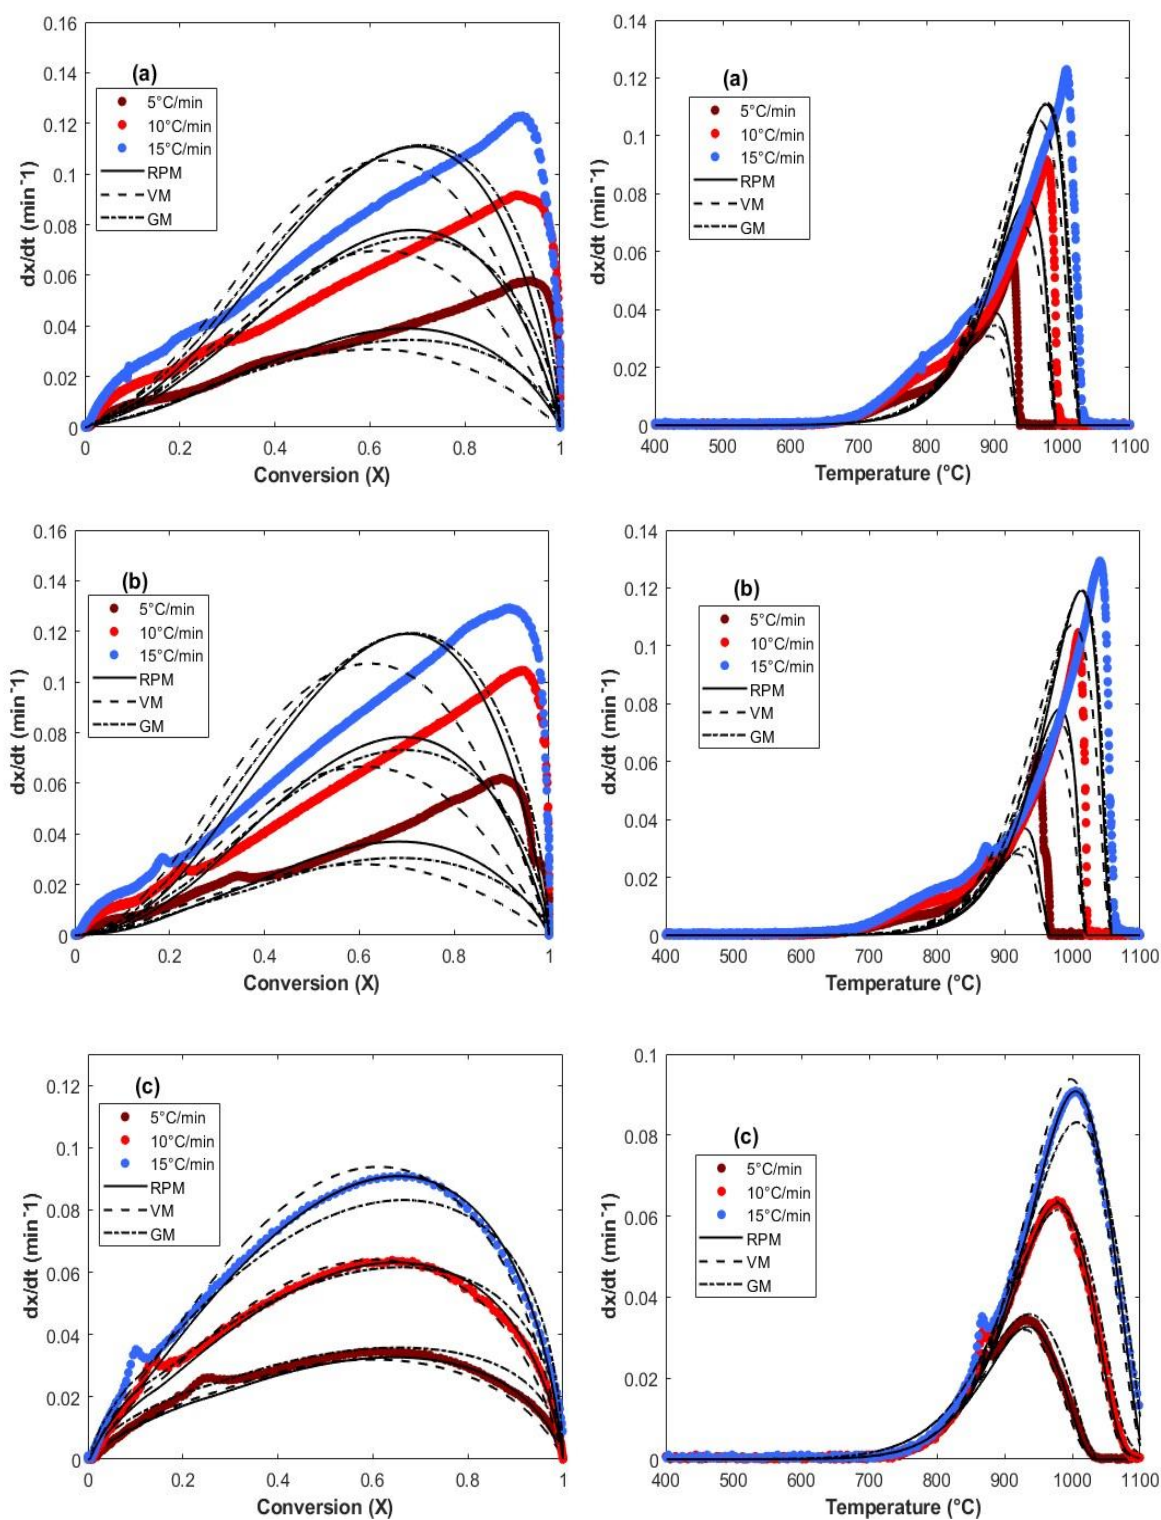 0.16
0.14
0.12
0.1
0.08
0.06
0.04
0.02
0
dx/dt (min⁻1)
(a)
5°C/min
10°C/min
15°C/min
RPM
VM
GM
0 0.2 0.4 0.6 0.8 1
Conversion (X)
0.14
0.12
0.1
0.08
0.06
0.04
0.02
0
dx/dt (min⁻1)
(a)
5°C/min
10°C/min
15°C/min
RPM
VM
GM
400 500 600 700 800 900 1000 1100
Temperature (°C)
0.16
0.14
0.12
0.1
0.08
0.06
0.04
0.02
0
dx/dt (min⁻1)
(b)
5°C/min
10°C/min
15°C/min
RPM
VM
GM
0 0.2 0.4 0.6 0.8 1
Conversion (X)
0.14
0.12
0.1
0.08
0.06
0.04
0.02
0
dx/dt (min⁻1)
(b)
5°C/min
10°C/min
15°C/min
RPM
VM
GM
400 500 600 700 800 900 1000 1100
Temperature (°C)
0.12
0.1
0.08
0.06
0.04
0.02
0
dx/dt (min⁻1)
(c)
5°C/min
10°C/min
15°C/min
RPM
VM
GM
0 0.2 0.4 0.6 0.8 1
Conversion (X)
0.1
0.08
0.06
0.04
0.02
0
dx/dt (min⁻1)
(c)
5°C/min
10°C/min
15°C/min
RPM
VM
GM
400 500 600 700 800 900 1000 1100
Temperature (°C)